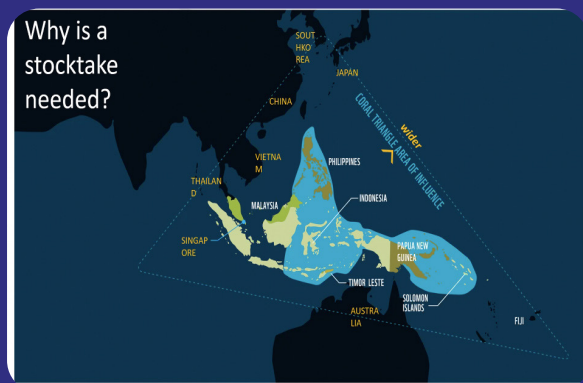 Why is a
stocktake
needed?
SOUT
HKO
REA
JAPAN
CHINA
wider
CORAL TRIANGLE AREA OF INFLUENCE
VIETNA
M
PHILIPPINES
THAILAN
D
MALAYSIA
INDONESIA
SINGAP
ORE
PAPUA NEW
GUINEA
TIMOR LESTE
SOLOMON
ISLANDS
AUSTRA
LIA
FIJI